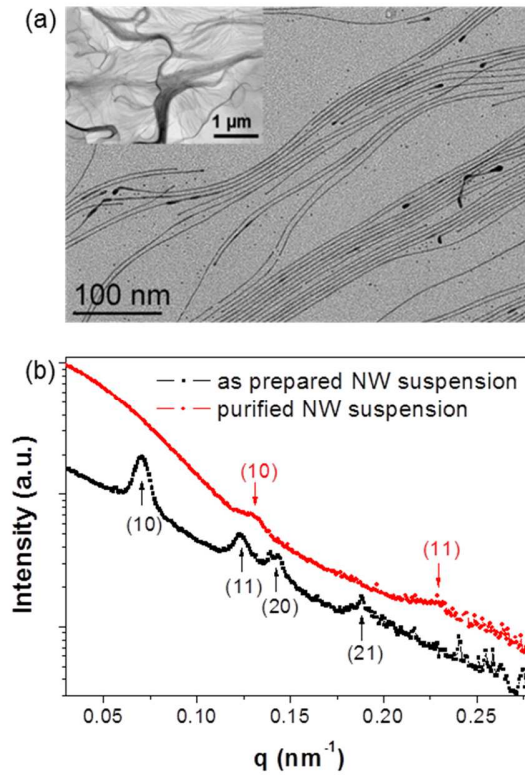 (a)
1 µm
100 nm
(b)
as prepared NW suspension
purified NW suspension
(10)
(11)
(10)
(11)
(20)
(21)
Intensity (a.u.)
0.05 0.10 0.15 0.20 0.25
q (nm⁻¹)